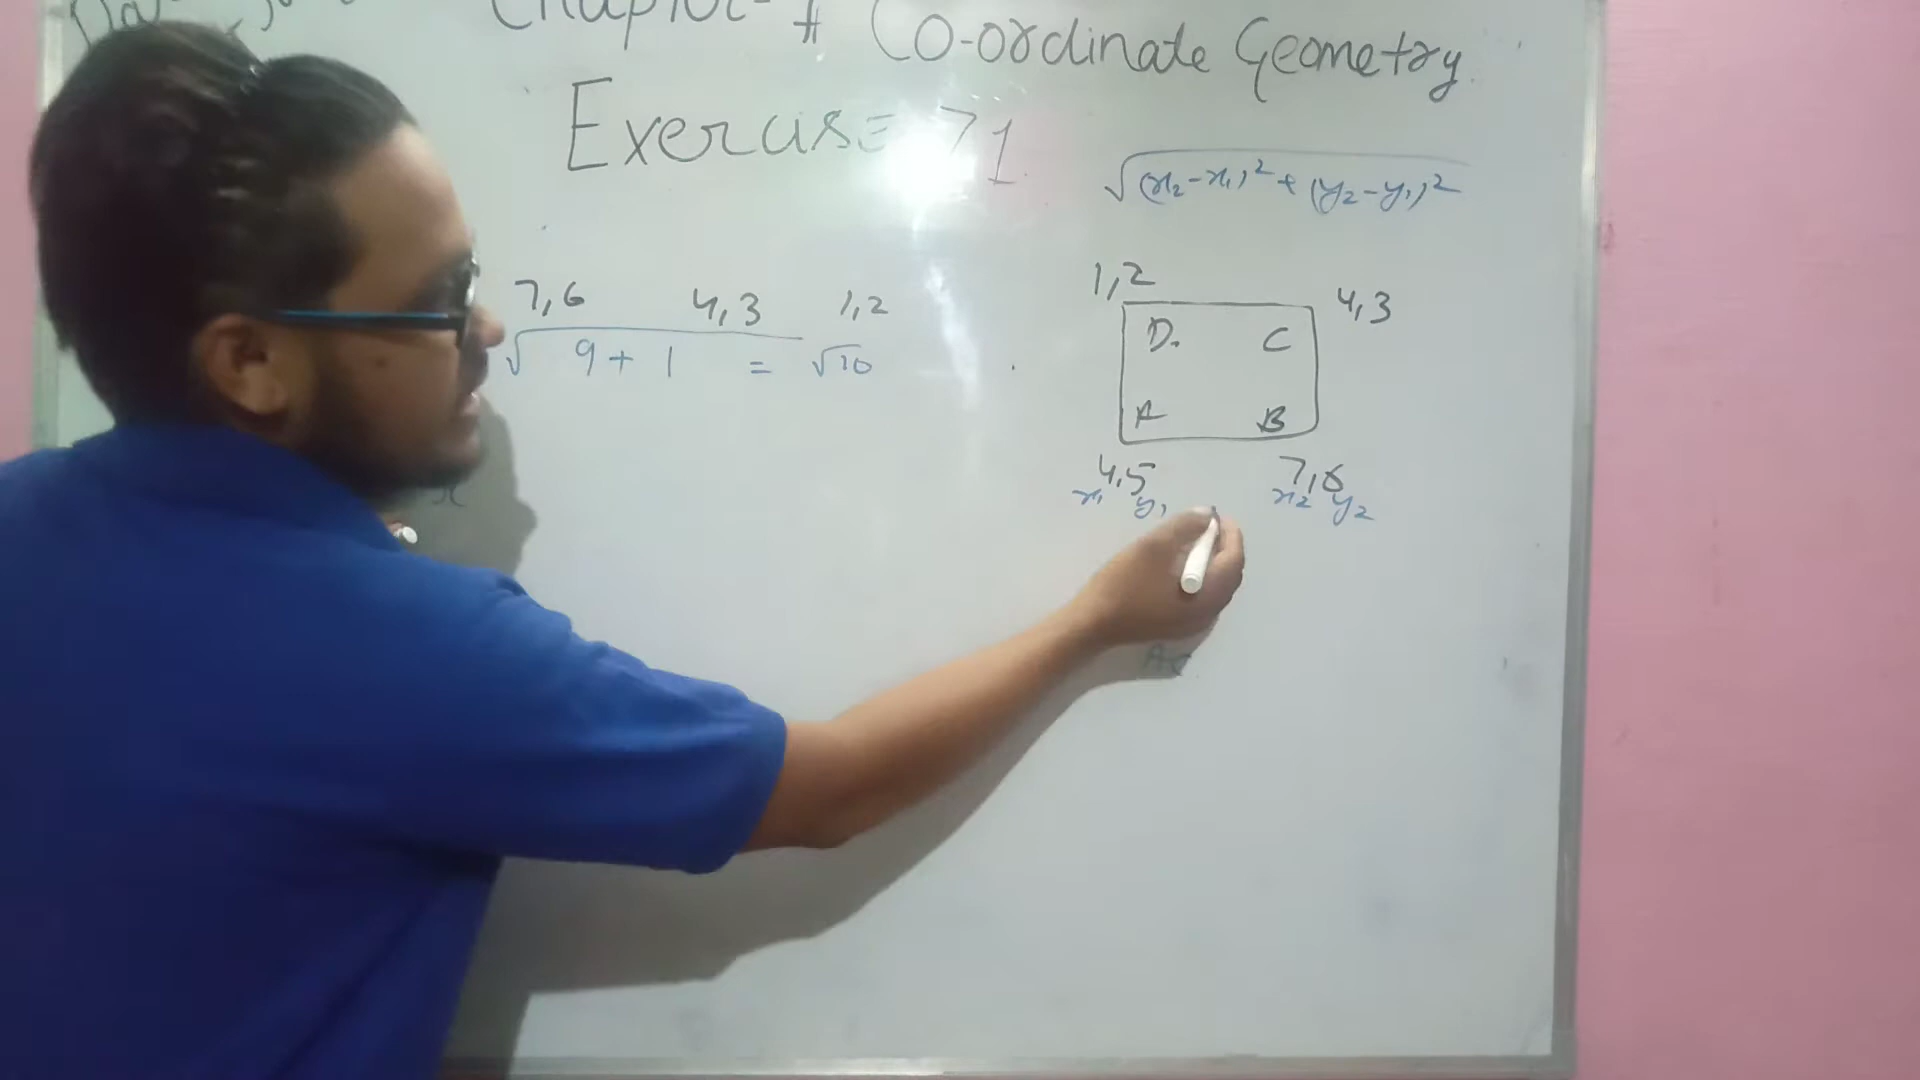 Chapter-7 Co-ordinate Geometry
Exercise 7.1
√(x₂-x₁)²+(y₂-y₁)²
7,6 4,3 1,2
√9+1 = √10
1,2 4,3
D. C
A B
4,5 7,6
x₁ y₁ x₂ y₂